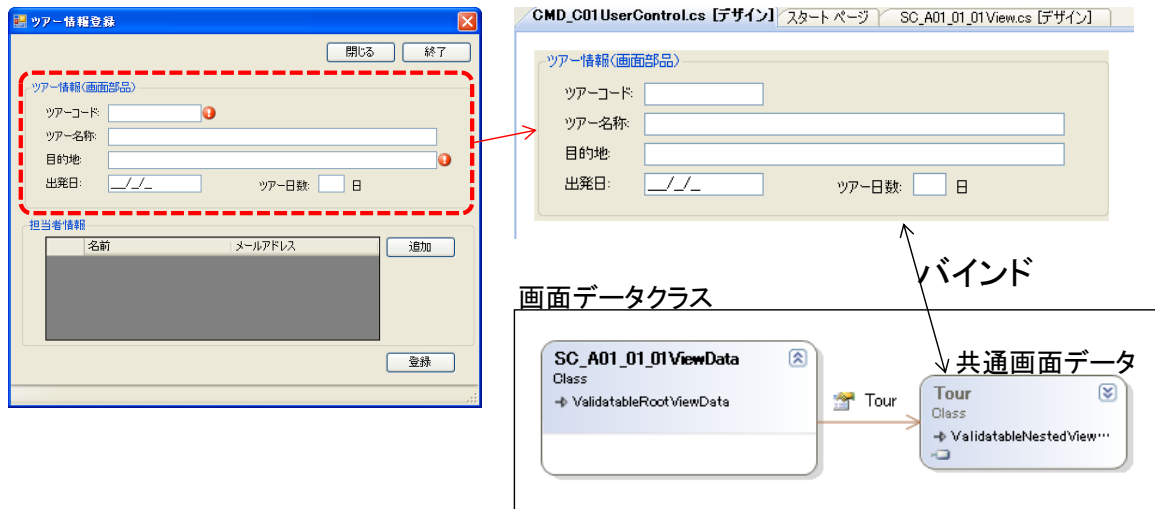 ツアー情報登録
閉じる
終了
ツアー情報(画面部品)
ツアーコード:
ツアー名称:
目的地:
出発日:
__/_/_
ツアー日数:
日
担当者情報
名前
メールアドレス
追加
登録
CMD_C01UserControl.cs [デザイン]
スタート ページ
SC_A01_01_01View.cs [デザイン]
ツアー情報(画面部品)
ツアーコード:
ツアー名称:
目的地:
出発日:
__/_/_
ツアー日数:
日
バインド
画面データクラス
SC_A01_01_01ViewData
Class
ValidatableRootViewData
Tour
共通画面データ
Tour
Class
ValidatableNestedView…